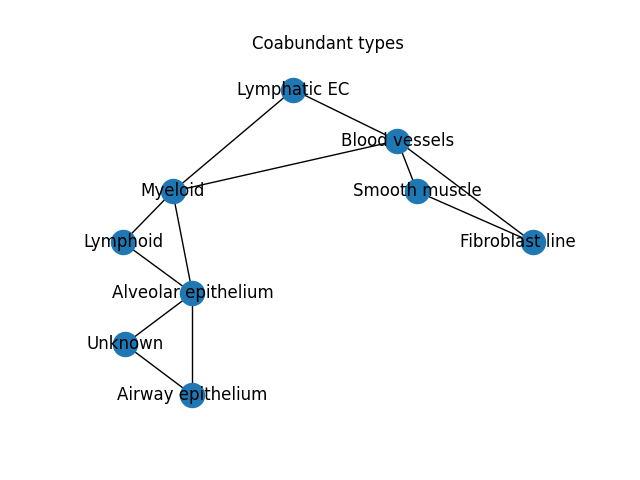 Coabundant types
Lymphatic EC
Blood vessels
Myeloid
Smooth muscle
Lymphoid
Fibroblast line
Alveolar epithelium
Unknown
Airway epithelium